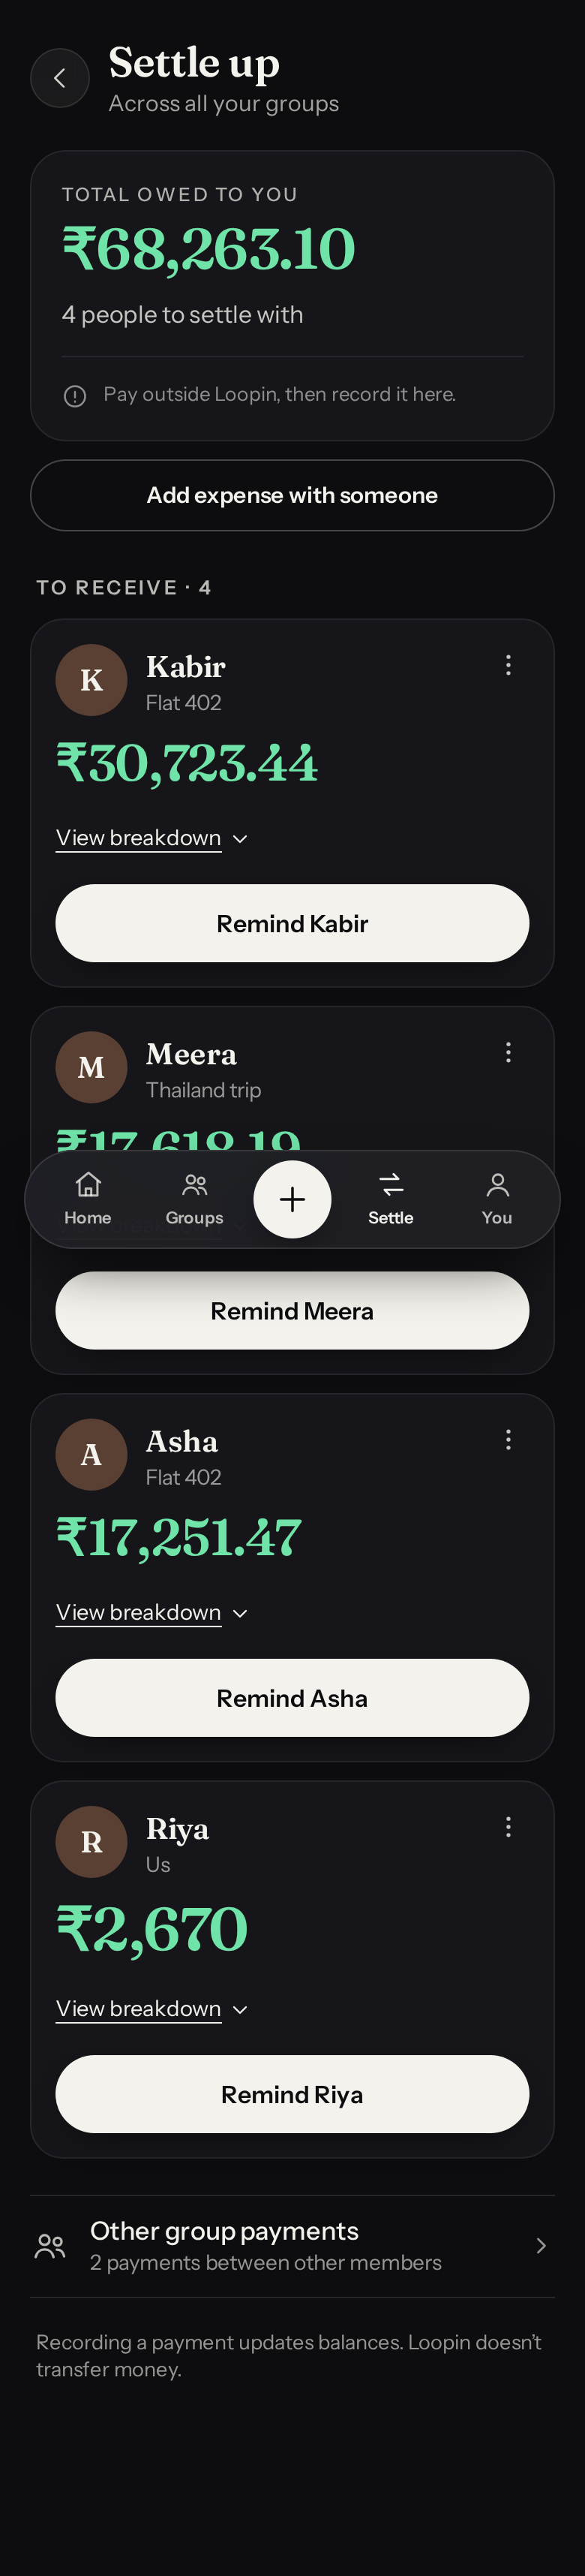 Settle up
Across all your groups
TOTAL OWED TO YOU
₹68,263.10
4 people to settle with
Pay outside Loopin, then record it here.
Add expense with someone
TO RECEIVE · 4
K
Kabir
Flat 402
₹30,723.44
View breakdown
Remind Kabir
M
Meera
Thailand trip
₹17,618.19
Home
Groups
Settle
You
Remind Meera
A
Asha
Flat 402
₹17,251.47
View breakdown
Remind Asha
R
Riya
Us
₹2,670
View breakdown
Remind Riya
Other group payments
2 payments between other members
Recording a payment updates balances. Loopin doesn't
transfer money.